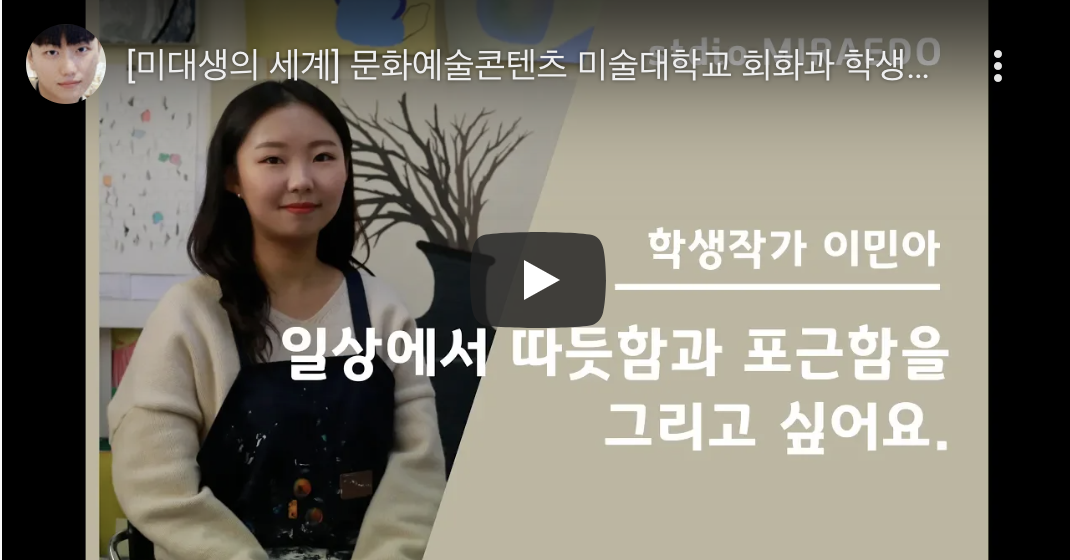 [미대생의 세계] 문화예술콘텐츠 미술대학교 회화과 학생...
stdio MIRAEDO
학생작가 이민아
일상에서 따듯함과 포근함을
그리고 싶어요.